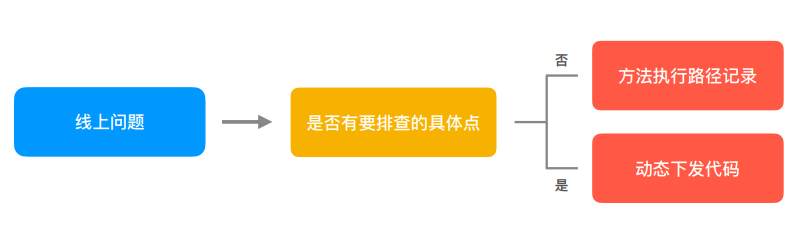 线上问题
是否有要排查的具体点
否
方法执行路径记录
是
动态下发代码